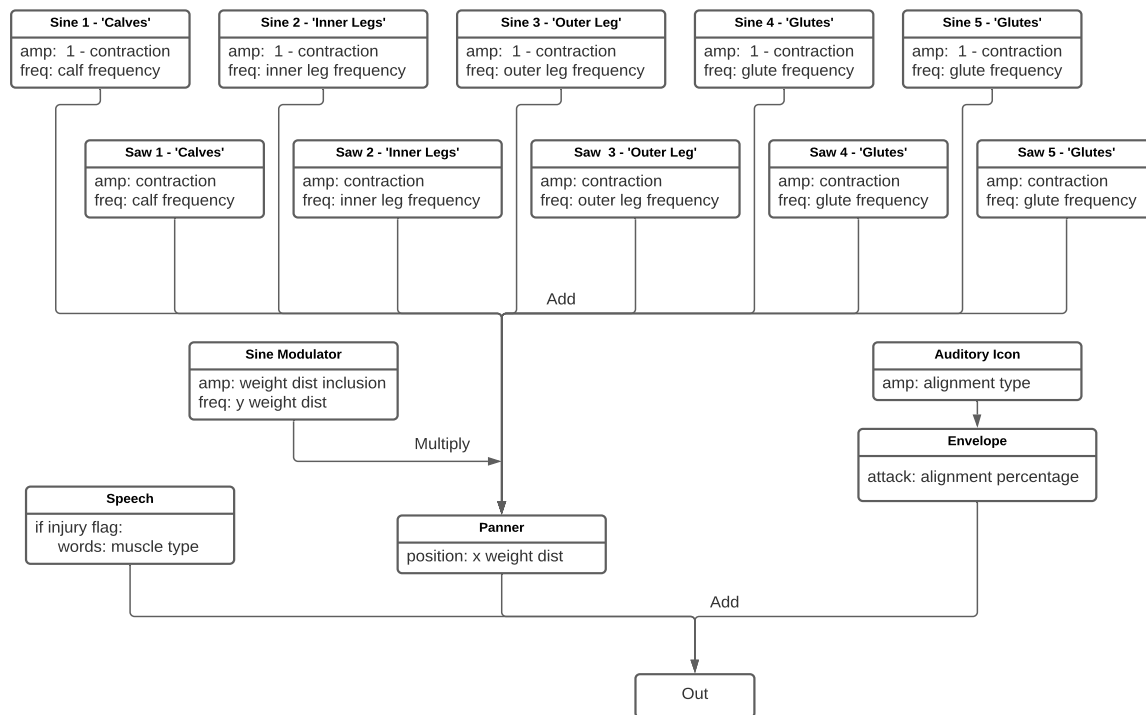 Sine 1 - 'Calves'
amp:  1 - contraction
freq: calf frequency
Sine 2 - 'Inner Legs'
amp:  1 - contraction
freq: inner leg frequency
Sine 3 - 'Outer Leg'
amp:  1 - contraction
freq: outer leg frequency
Sine 4 - 'Glutes'
amp:  1 - contraction
freq: glute frequency
Sine 5 - 'Glutes'
amp:  1 - contraction
freq: glute frequency
Saw 1 - 'Calves'
amp: contraction
freq: calf frequency
Saw 2 - 'Inner Legs'
amp: contraction
freq: inner leg frequency
Saw  3 - 'Outer Leg'
amp: contraction
freq: outer leg frequency
Saw 4 - 'Glutes'
amp: contraction
freq: glute frequency
Saw 5 - 'Glutes'
amp: contraction
freq: glute frequency
Add
Sine Modulator
amp: weight dist inclusion
freq: y weight dist
Auditory Icon
amp: alignment type
Multiply
Envelope
attack: alignment percentage
Speech
if injury flag:
words: muscle type
Panner
position: x weight dist
Add
Out